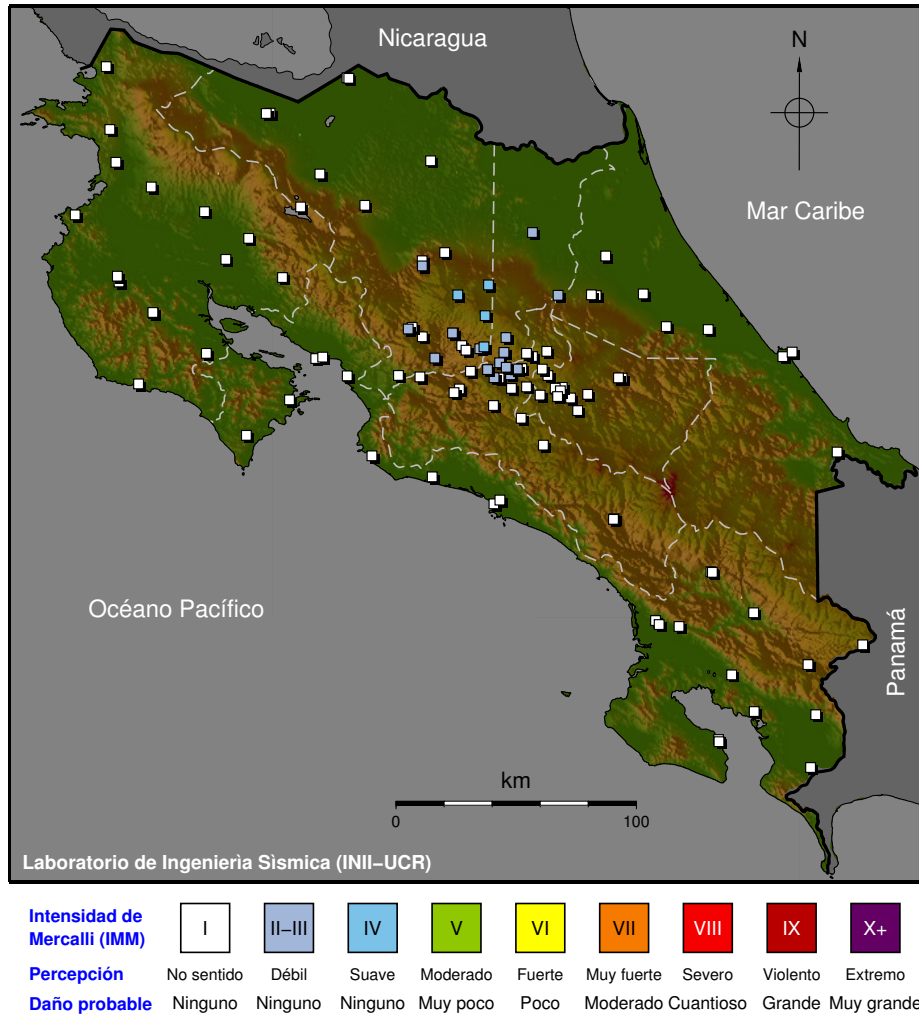 Nicaragua
N
Mar Caribe
Océano Pacífico
Panamá
km
0 100
Laboratorio de Ingenierìa Sìsmica (INII–UCR)
Intensidad de
Mercalli (IMM)
I II–III IV V VI VII VIII IX X+
Percepción No sentido Débil Suave Moderado Fuerte Muy fuerte Severo Violento Extremo
Daño probable Ninguno Ninguno Ninguno Muy poco Poco Moderado Cuantioso Grande Muy grande